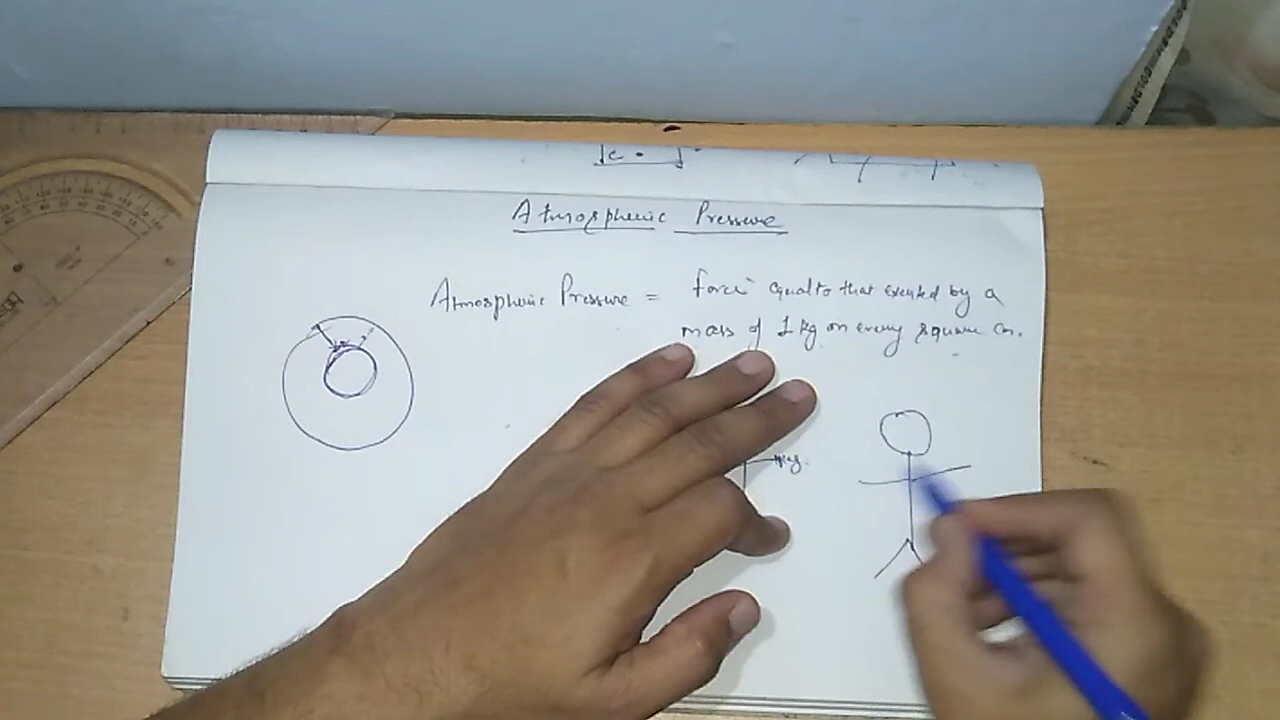 Atmospheric Pressure
Atmospheric Pressure = force equal to that exerted by a
mass of 1 kg on every square cm.